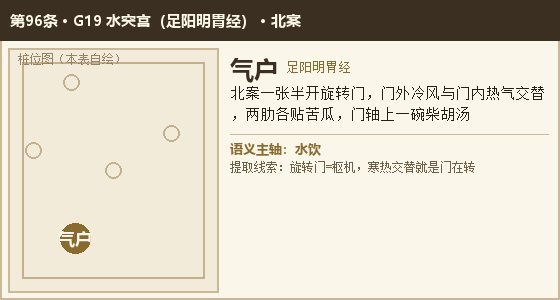 第96条・G19 水突宫（足阳明胃经）・北案
桩位图（本表自绘）
气户
气户 足阳明胃经
北案一张半开旋转门，门外冷风与门内热气交替
，两肋各贴苦瓜，门轴上一碗柴胡汤
语义主轴：水饮
提取线索：旋转门=枢机，寒热交替就是门在转